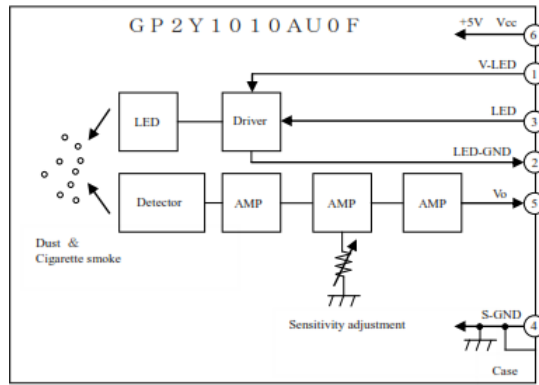 GP2Y1010AU0F
+5V Vcc
6
V-LED
1
LED
3
LED
Driver
LED-GND
2
Detector
AMP
AMP
AMP
Vo
5
Dust &
Cigarette smoke
Sensitivity adjustment
S-GND
4
Case